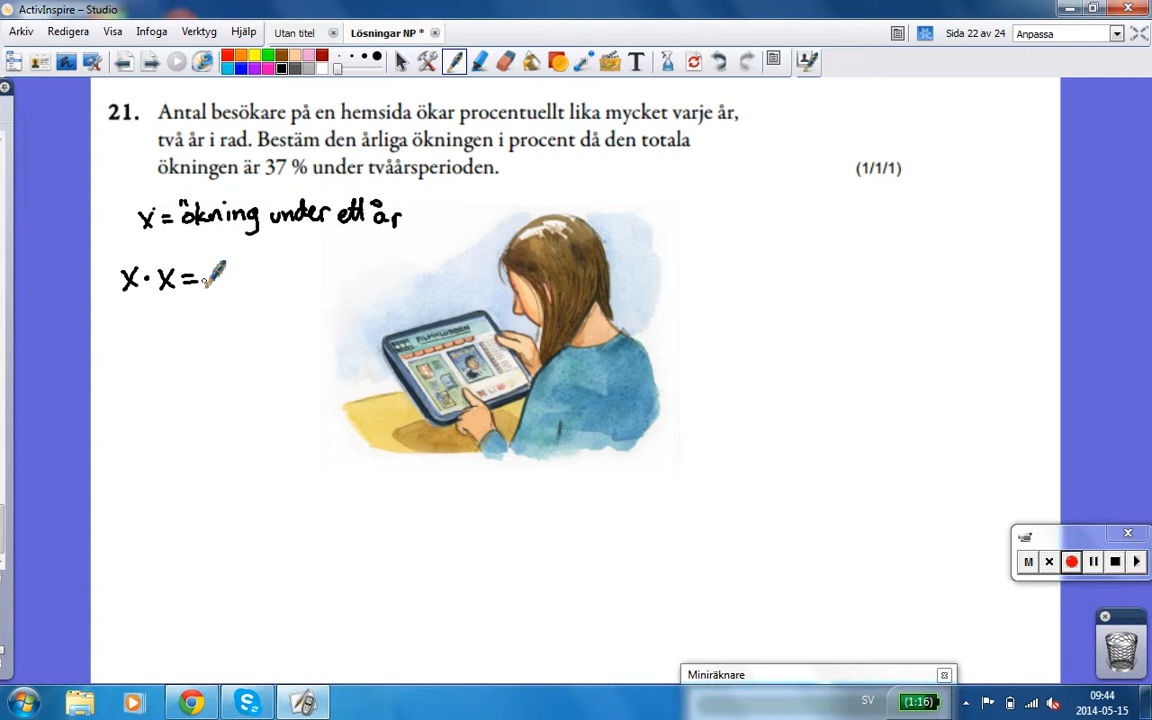 ActivInspire – Studio
Arkiv Redigera Visa Infoga Verktyg Hjälp Utan titel Lösningar NP * Sida 22 av 24 Anpassa
21. Antal besökare på en hemsida ökar procentuellt lika mycket varje år,
två år i rad. Bestäm den årliga ökningen i procent då den totala
ökningen är 37 % under tvåårsperioden.
(1/1/1)
x = "ökning under ett år
x · x =
FILMKLUBBEN
M
Miniräknare
SV (1:16) 09:44
2014-05-15